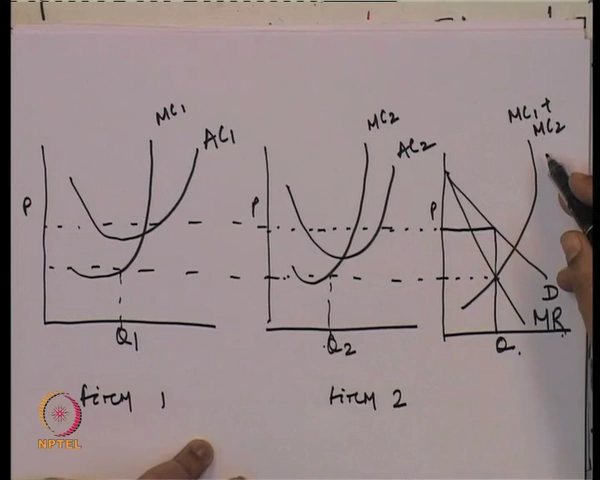 MC1
AC1
P
Q1
firm 1
MC2
AC2
P
Q2
firm 2
MC1+
MC2
P
D
MR
Q.
NPTEL